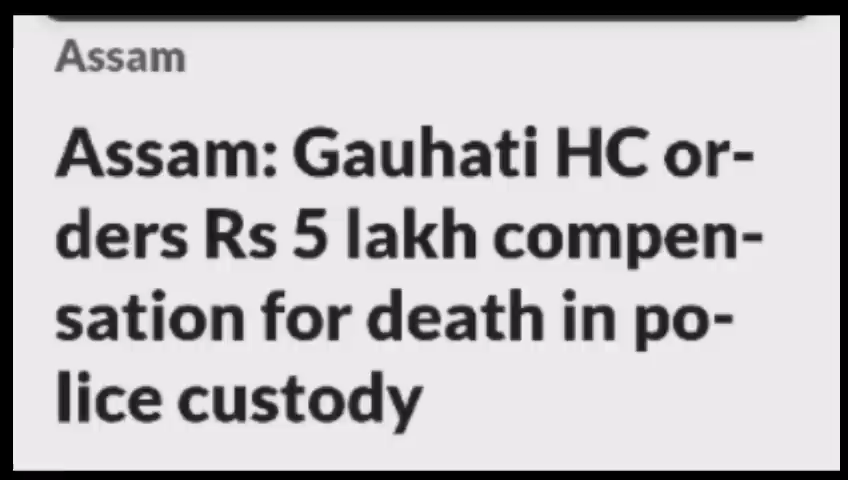 Assam
Assam: Gauhati HC or-
ders Rs 5 lakh compen-
sation for death in po-
lice custody